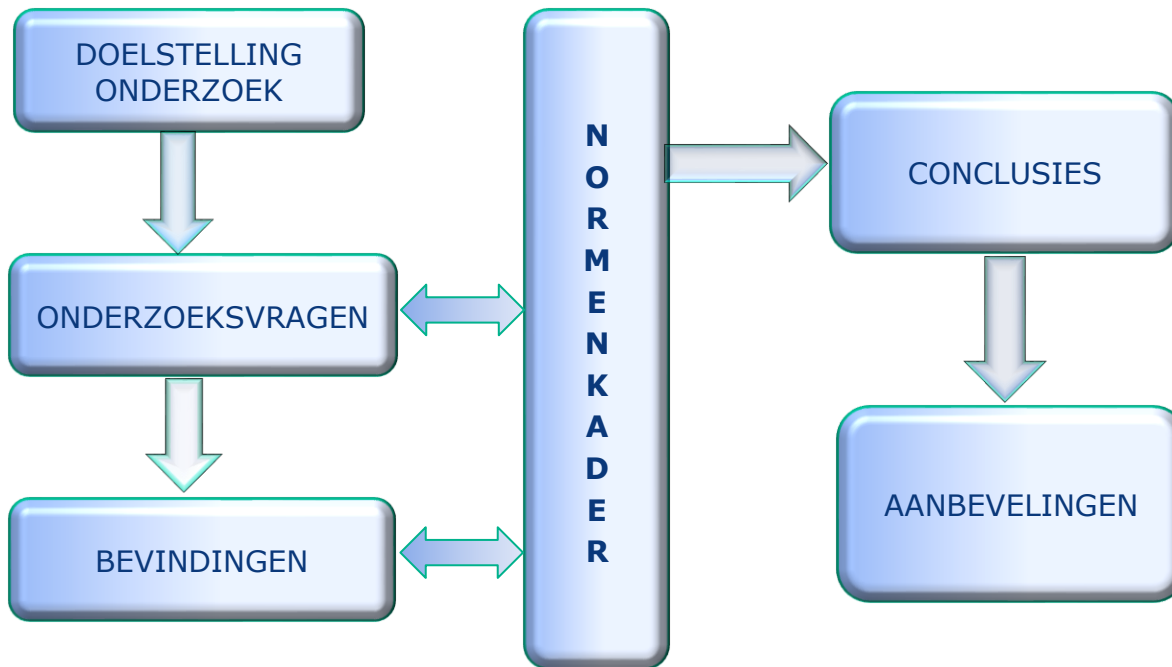 DOELSTELLING
ONDERZOEK
ONDERZOEKSVRAGEN
BEVINDINGEN
N
O
R
M
E
N
K
A
D
E
R
CONCLUSIES
AANBEVELINGEN